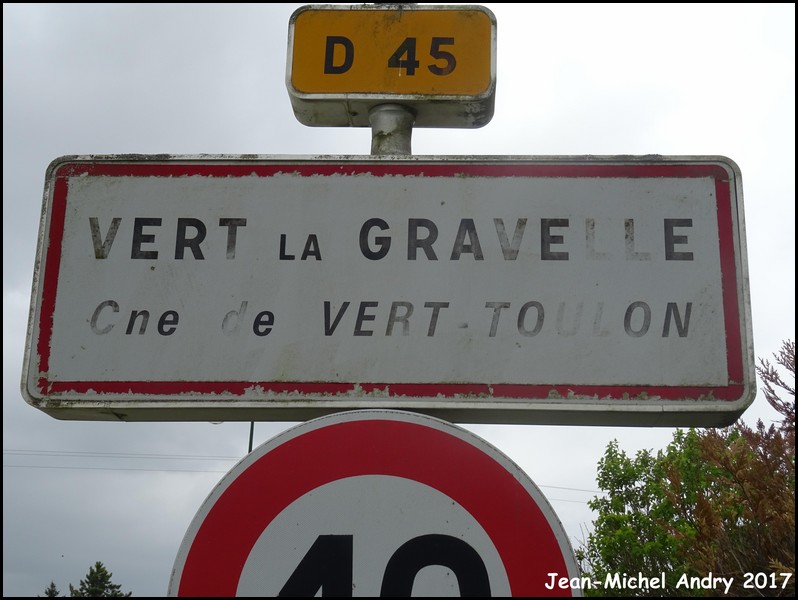 D 45
VERT LA GRAVELLE
Cne de VERT-TOULON
40
Jean-Michel Andry 2017